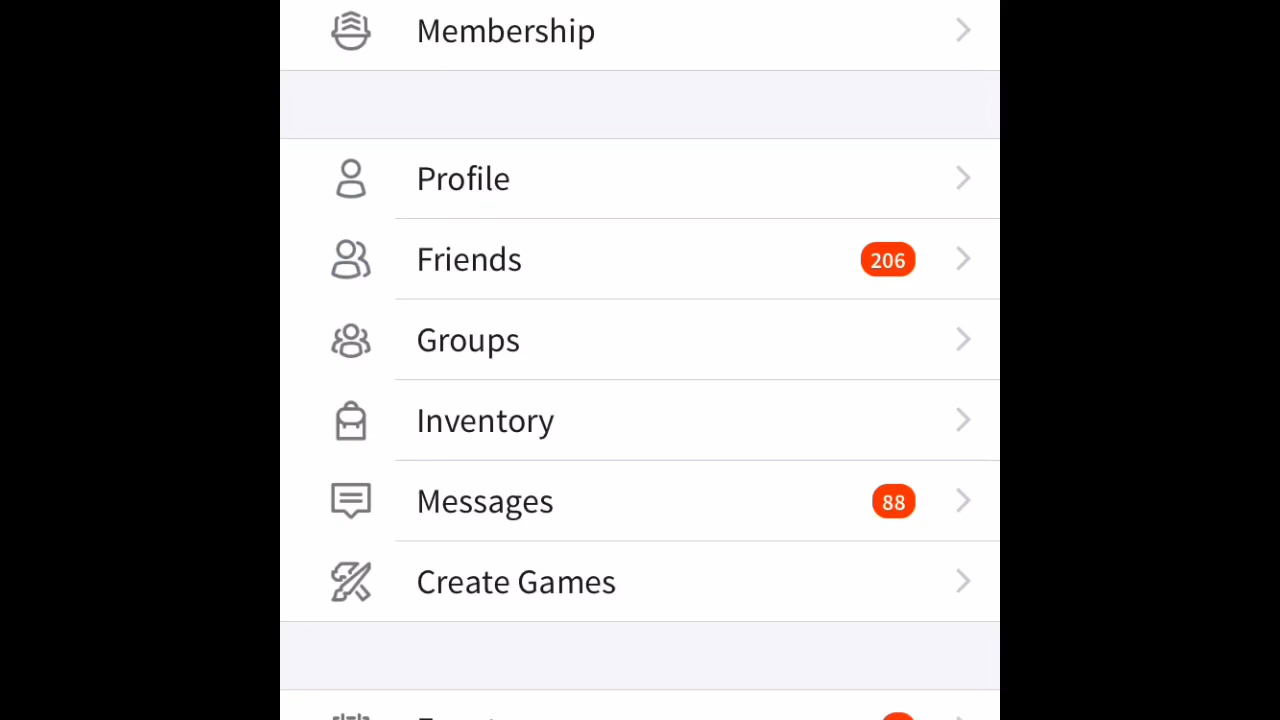 Membership
Profile
Friends
206
Groups
Inventory
Messages
88
Create Games